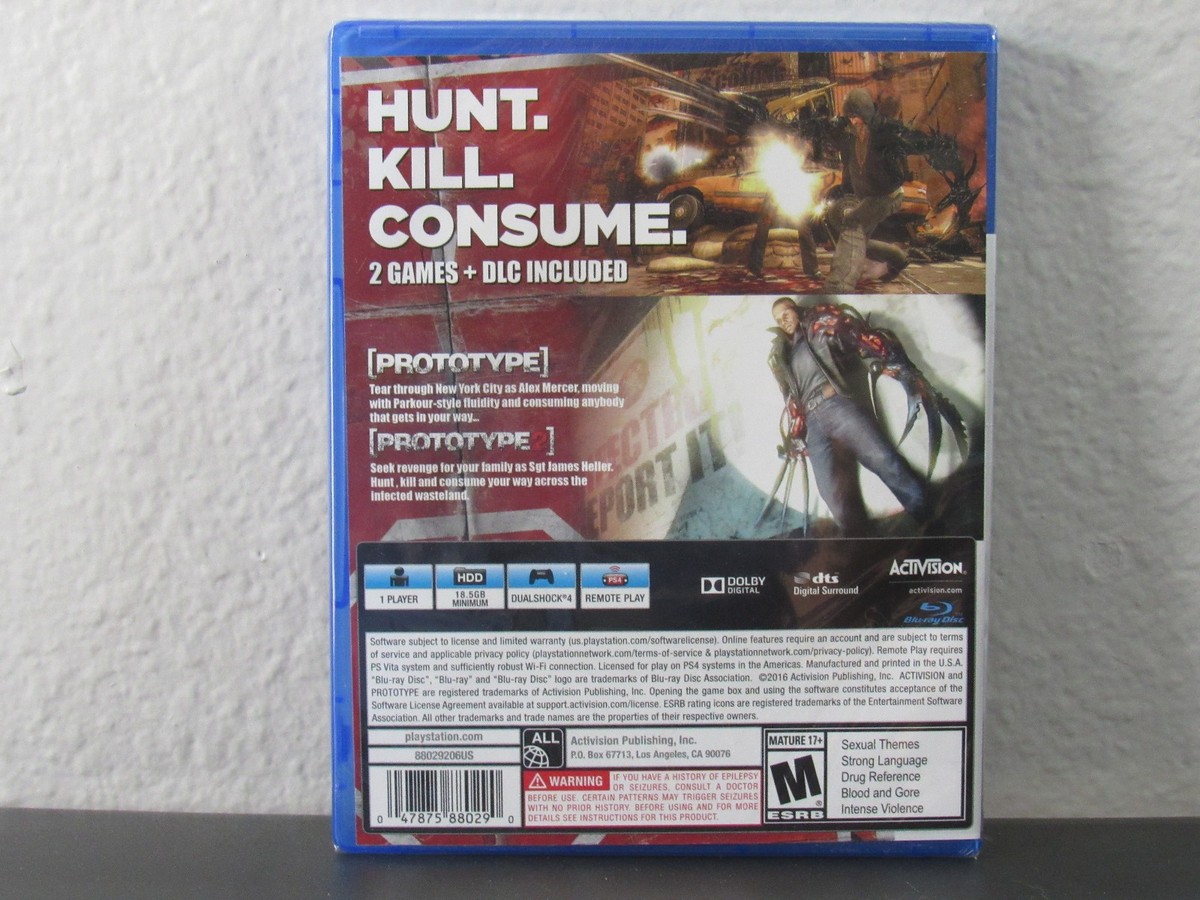 HUNT.
KILL.
CONSUME.
2 GAMES + DLC INCLUDED
[PROTOTYPE]
Tear through New York City as Alex Mercer, moving
with Parkour-style fluidity and consuming anybody
that gets in your way...
[PROTOTYPE2]
Seek revenge for your family as Sgt James Heller.
Hunt, kill and consume your way across the
infected wasteland.
1 PLAYER
HDD
18.5GB
MINIMUM
DUALSHOCK®4
PS4
REMOTE PLAY
DOLBY
DIGITAL
dts
Digital Surround
ACTIVISION.
activision.com
Blu-ray Disc
Software subject to license and limited warranty (us.playstation.com/softwarelicense). Online features require an account and are subject to terms
of service and applicable privacy policy (playstationnetwork.com/terms-of-service & playstationnetwork.com/privacy-policy). Remote Play requires
PS Vita system and sufficiently robust Wi-Fi connection. Licensed for play on PS4 systems in the Americas. Manufactured and printed in the U.S.A.
"Blu-ray Disc", "Blu-ray" and "Blu-ray Disc" logo are trademarks of Blu-ray Disc Association. ©2016 Activision Publishing, Inc. ACTIVISION and
PROTOTYPE are registered trademarks of Activision Publishing, Inc. Opening the game box and using the software constitutes acceptance of the
Software License Agreement available at support.activision.com/license. ESRB rating icons are registered trademarks of the Entertainment Software
Association. All other trademarks and trade names are the properties of their respective owners.
playstation.com
88029206US
0 47875 88029 0
ALL
Activision Publishing, Inc.
P.O. Box 67713, Los Angeles, CA 90076
WARNING IF YOU HAVE A HISTORY OF EPILEPSY
OR SEIZURES, CONSULT A DOCTOR
BEFORE USE. CERTAIN PATTERNS MAY TRIGGER SEIZURES
WITH NO PRIOR HISTORY. BEFORE USING AND FOR MORE
DETAILS SEE INSTRUCTIONS FOR THIS PRODUCT.
MATURE 17+
M
ESRB
Sexual Themes
Strong Language
Drug Reference
Blood and Gore
Intense Violence